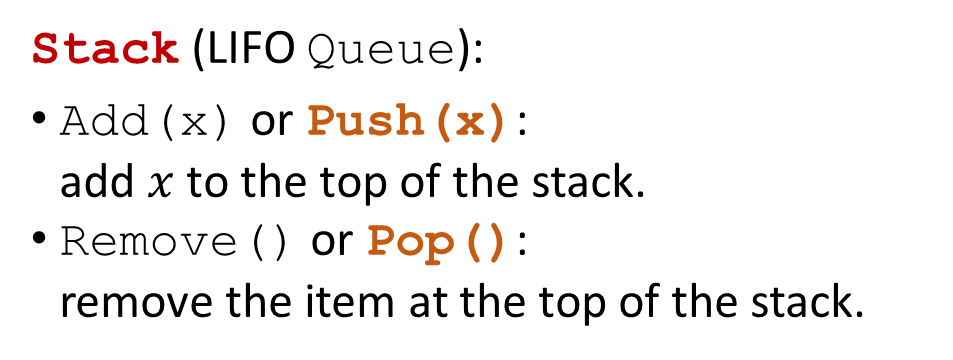 Stack (LIFO Queue):
• Add(x) or Push(x):
add x to the top of the stack.
• Remove() or Pop():
remove the item at the top of the stack.